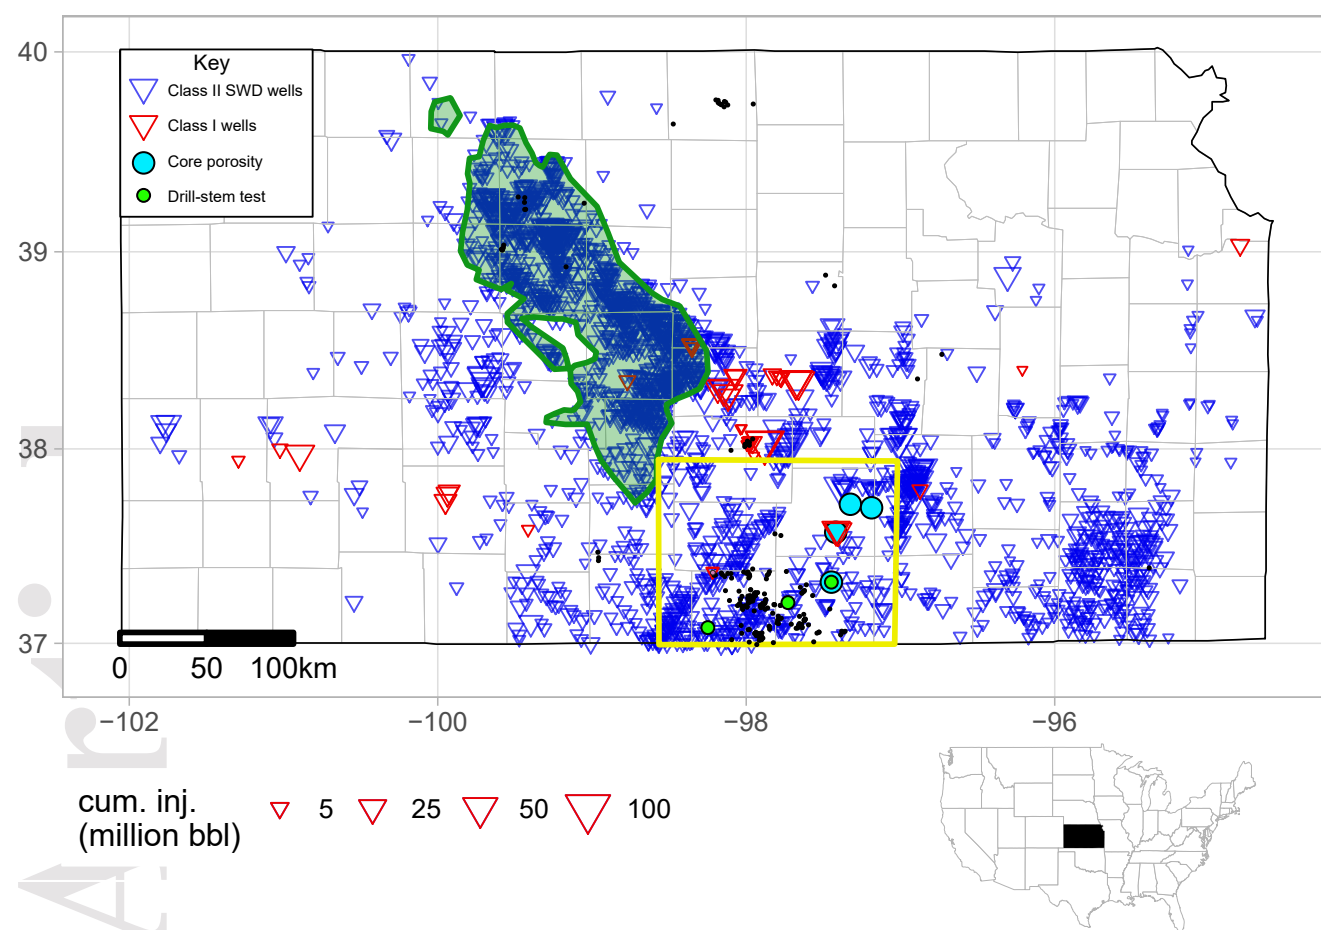 40
39
38
37
Key
Class II SWD wells
Class I wells
Core porosity
Drill-stem test
0 50 100km
−102 −100 −98 −96
cum. inj.
(million bbl)
5 25 50 100